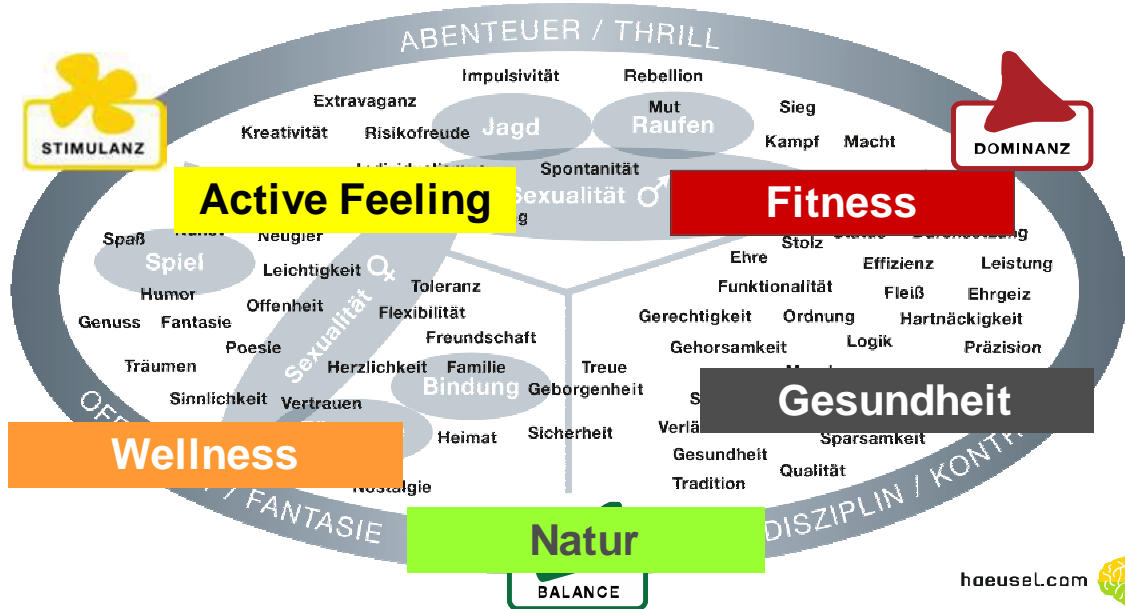 ABENTEUER / THRILL
Impulsivität
Rebellion
Extravaganz
Mut
Sieg
Kreativität
Risikofreude
Jagd
Raufen
Kampf
Macht
STIMULANZ
DOMINANZ
Spontanität
Active Feeling
Sexualität
Fitness
Spaß
Neugier
Stolz
Spiel
Leichtigkeit
Ehre
Effizienz
Leistung
Humor
Offenheit
Toleranz
Funktionalität
Fleiß
Ehrgeiz
Genuss
Fantasie
Sexualität
Flexibilität
Gerechtigkeit
Ordnung
Hartnäckigkeit
Poesie
Freundschaft
Gehorsamkeit
Logik
Präzision
Träumen
Herzlichkeit
Familie
Treue
Bindung
Geborgenheit
Sinnlichkeit
Vertrauen
Gesundheit
Heimat
Sicherheit
Wellness
Sparsamkeit
Gesundheit
Qualität
Tradition
Nostalgie
/ FANTASIE
DISZIPLIN / KONTR
Natur
BALANCE
haeusel.com